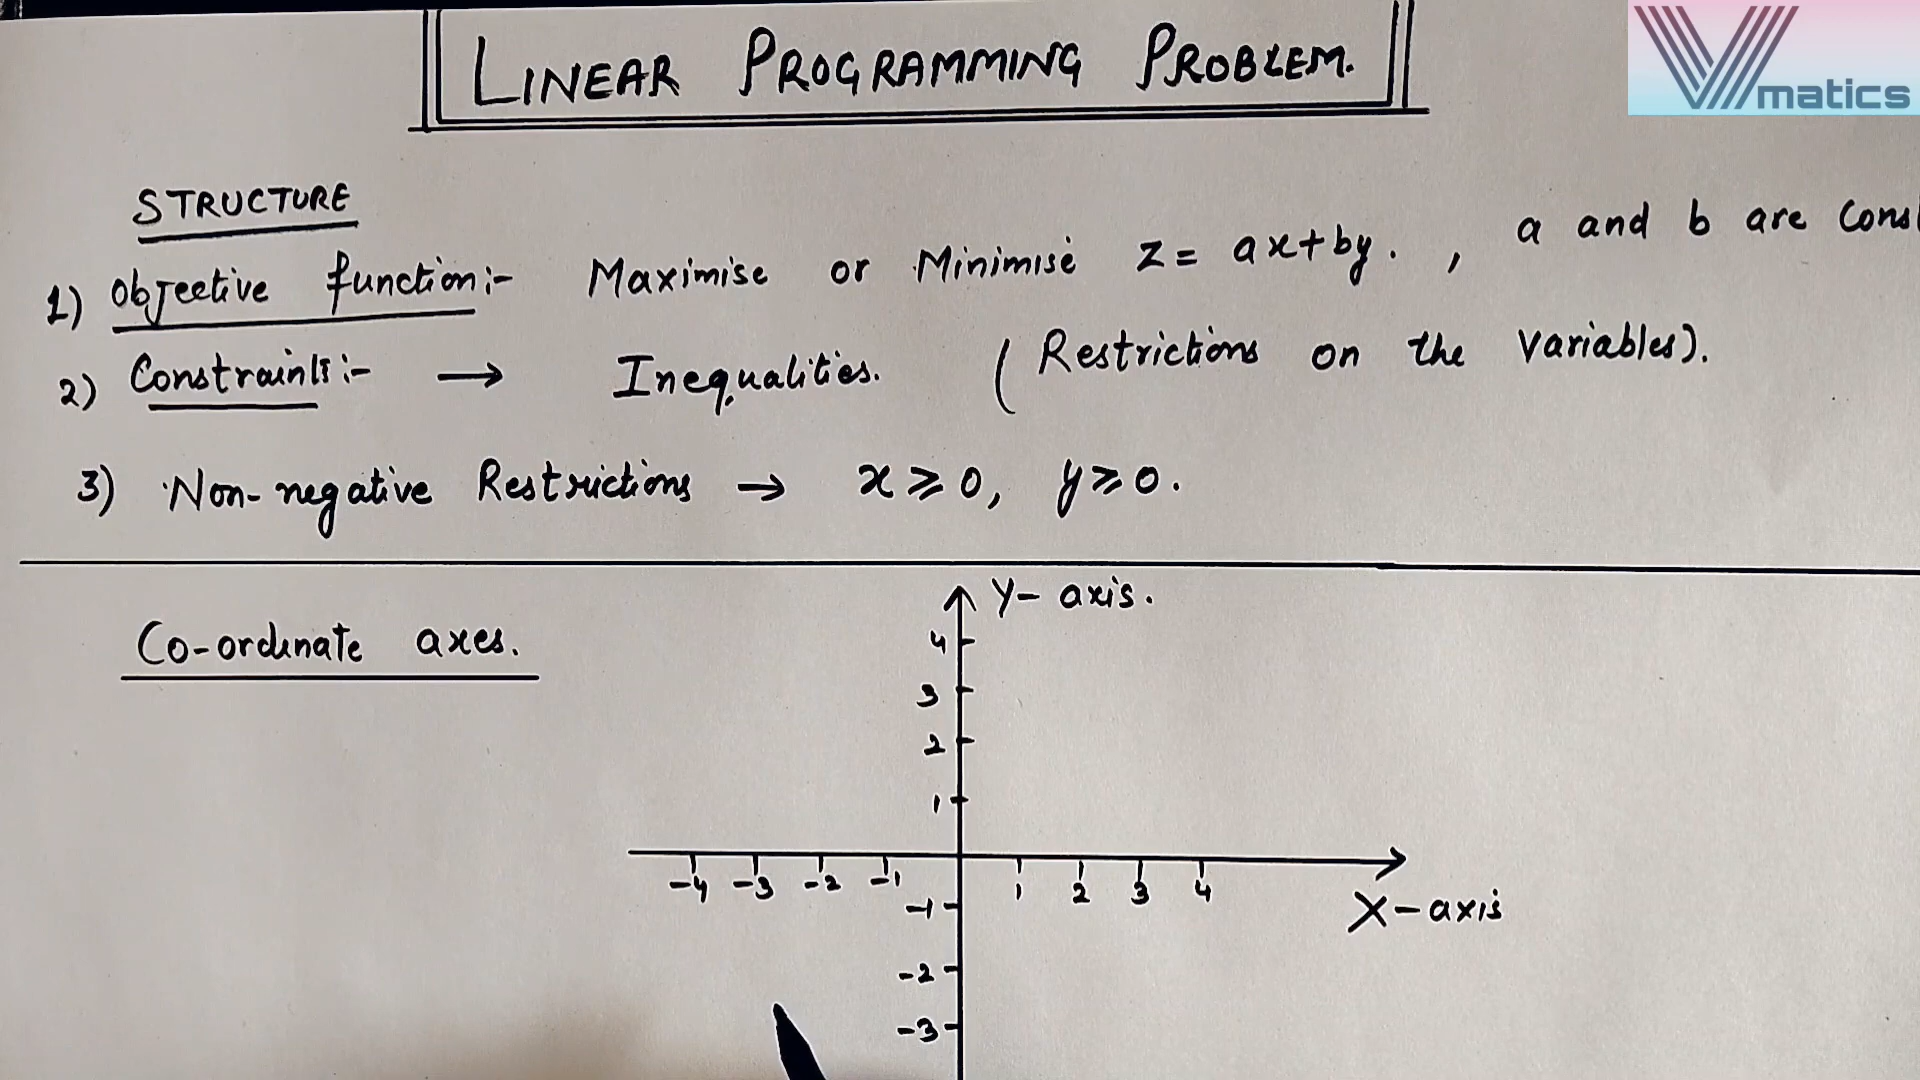 LINEAR PROGRAMMING PROBLEM.
Vmatics
STRUCTURE
1) Objective function:- Maximise or Minimise Z = ax+by. , a and b are Const
2) Constraints:- → Inequalities. (Restrictions on the variables).
3) Non-negative Restrictions → x ⩾ 0, y ⩾ 0.
Co-ordinate axes.
Y- axis.
4
3
2
1
-4 -3 -2 -1 1 2 3 4
X-axis
-1
-2
-3